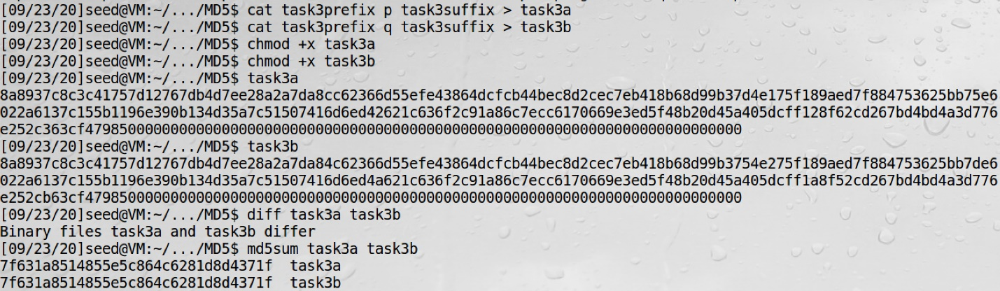 [09/23/20]seed@VM:~/.../MD5$ cat task3prefix p task3suffix > task3a
[09/23/20]seed@VM:~/.../MD5$ cat task3prefix q task3suffix > task3b
[09/23/20]seed@VM:~/.../MD5$ chmod +x task3a
[09/23/20]seed@VM:~/.../MD5$ chmod +x task3b
[09/23/20]seed@VM:~/.../MD5$ task3a
8a8937c8c3c41757d12767db4d7ee28a2a7da8cc62366d55efe43864dcfcb44bec8d2cec7eb418b68d99b37d4e175f189aed7f884753625bb75e6
022a6137c155b1196e390b134d35a7c51507416d6ed42621c636f2c91a86c7ecc6170669e3ed5f48b20d45a405dcff128f62cd267bd4bd4a3d776
e252c363cf479850000000000000000000000000000000000000000000000000000000000000000000000000
[09/23/20]seed@VM:~/.../MD5$ task3b
8a8937c8c3c41757d12767db4d7ee28a2a7da84c62366d55efe43864dcfcb44bec8d2cec7eb418b68d99b3754e275f189aed7f884753625bb7de6
022a6137c155b1196e390b134d35a7c51507416d6ed4a621c636f2c91a86c7ecc6170669e3ed5f48b20d45a405dcff1a8f52cd267bd4bd4a3d776
e252cb63cf479850000000000000000000000000000000000000000000000000000000000000000000000000
[09/23/20]seed@VM:~/.../MD5$ diff task3a task3b
Binary files task3a and task3b differ
[09/23/20]seed@VM:~/.../MD5$ md5sum task3a task3b
7f631a8514855e5c864c6281d8d4371f  task3a
7f631a8514855e5c864c6281d8d4371f  task3b